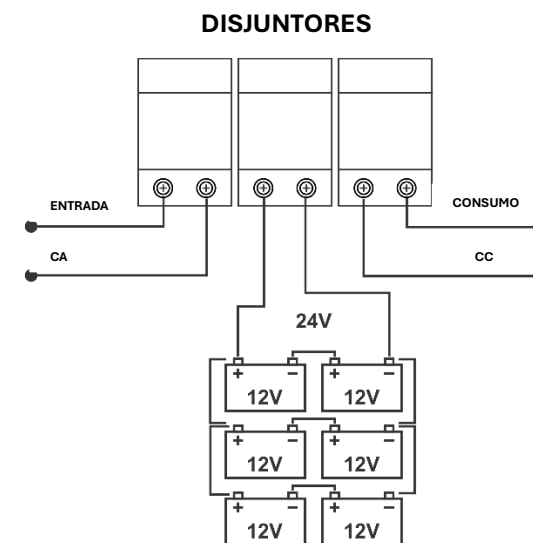 DISJUNTORES
ENTRADA
CONSUMO
CA
CC
24V
+ − + −
12V 12V
+ − + −
12V 12V
+ − + −
12V 12V